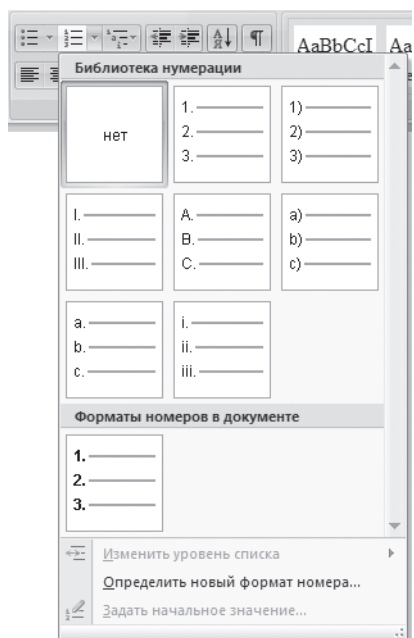 AaBbCcI Aa
Библиотека нумерации
нет
1.
2.
3.
1)
2)
3)
I.
II.
III.
A.
B.
C.
a)
b)
c)
a.
b.
c.
i.
ii.
iii.
Форматы номеров в документе
1.
2.
3.
Изменить уровень списка
Определить новый формат номера...
Задать начальное значение...